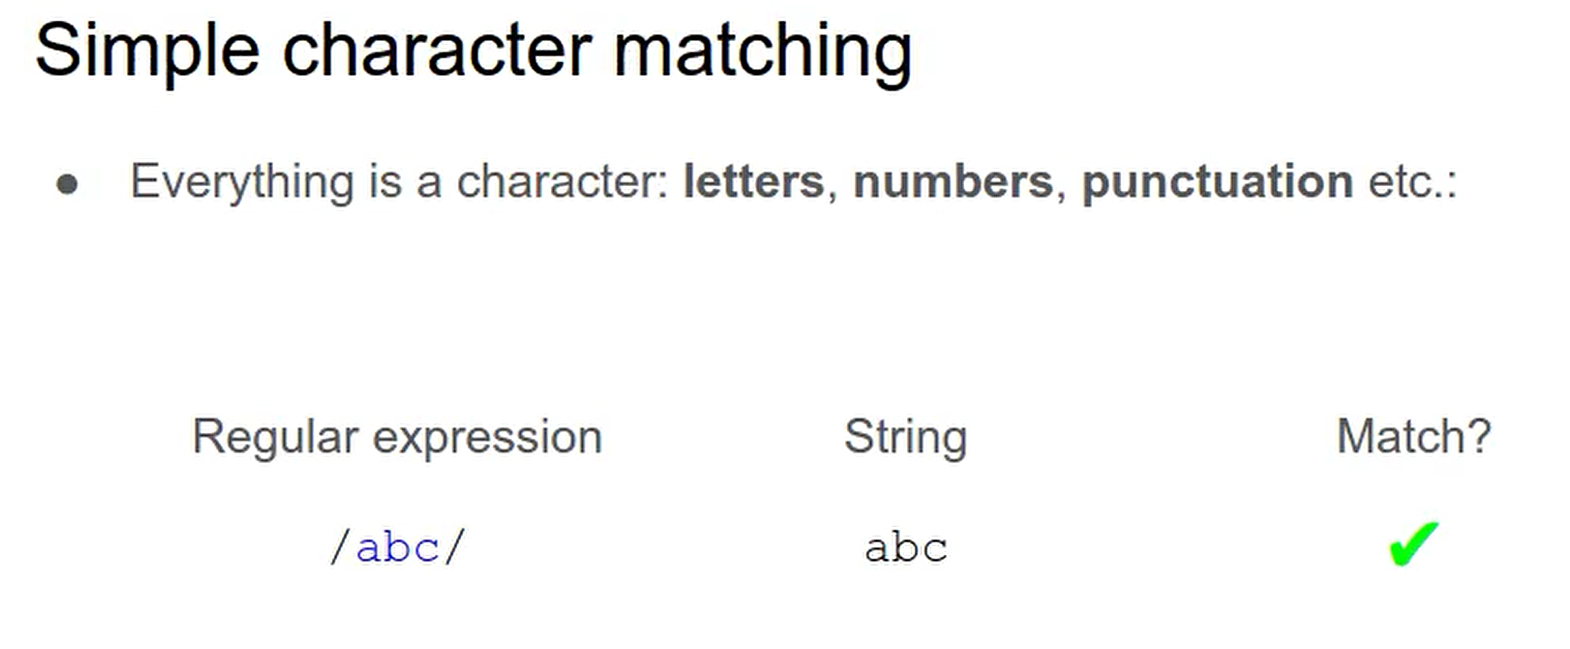 Simple character matching
● Everything is a character: letters, numbers, punctuation etc.:
Regular expression String Match?
/abc/ abc ✔